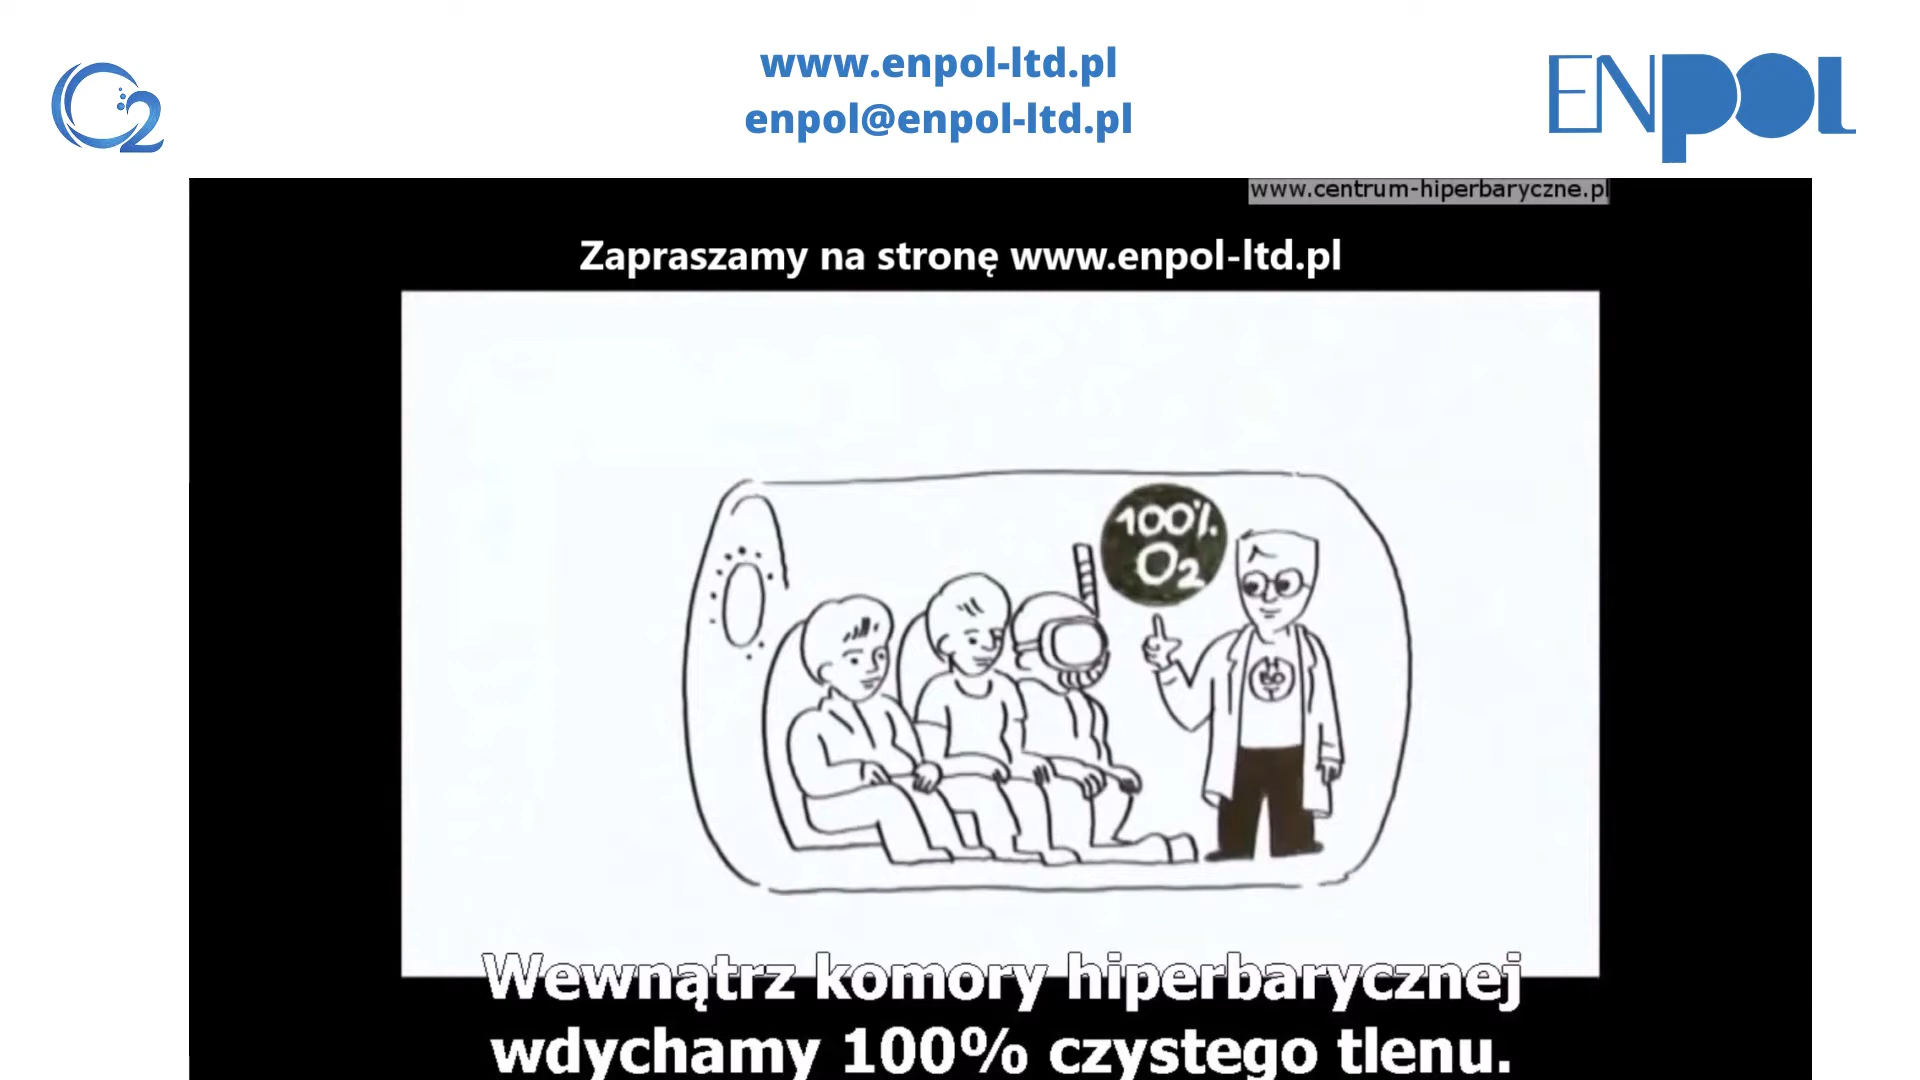 www.enpol-ltd.pl
enpol@enpol-ltd.pl
O2
ENPOL
www.centrum-hiperbaryczne.pl
Zapraszamy na stronę www.enpol-ltd.pl
100%
O2
Wewnątrz komory hiperbarycznej
wdychamy 100% czystego tlenu.